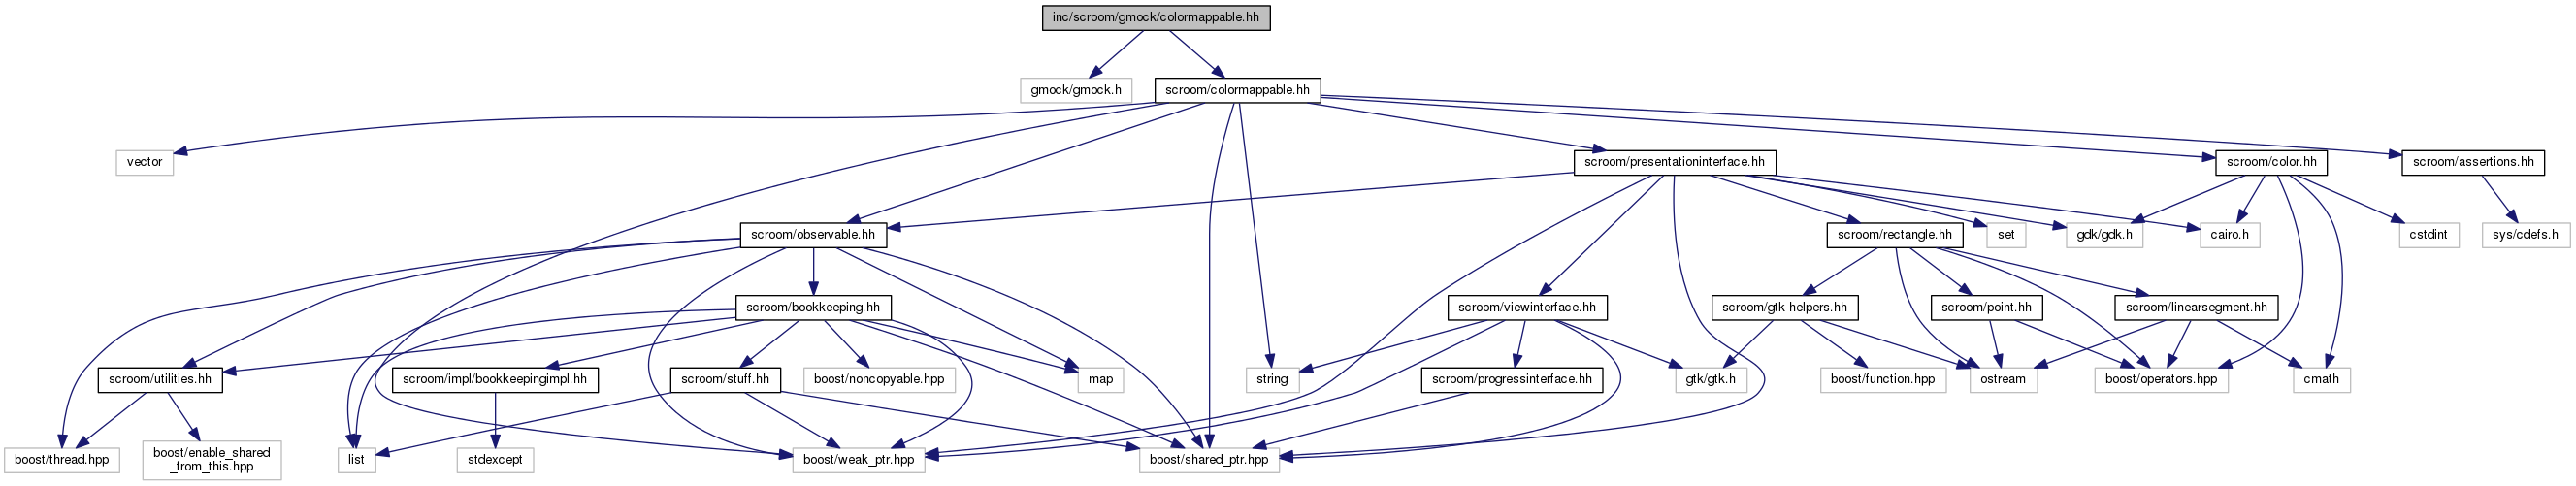 inc/scroom/gmock/colormappable.hh
gmock/gmock.h
scroom/colormappable.hh
vector
scroom/presentationinterface.hh
scroom/color.hh
scroom/assertions.hh
scroom/observable.hh
scroom/rectangle.hh
set
gdk/gdk.h
cairo.h
cstdint
sys/cdefs.h
scroom/bookkeeping.hh
scroom/viewinterface.hh
scroom/gtk-helpers.hh
scroom/point.hh
scroom/linearsegment.hh
scroom/utilities.hh
scroom/impl/bookkeepingimpl.hh
scroom/stuff.hh
boost/noncopyable.hpp
map
string
scroom/progressinterface.hh
gtk/gtk.h
boost/function.hpp
ostream
boost/operators.hpp
cmath
boost/thread.hpp
boost/enable_shared
_from_this.hpp
list
stdexcept
boost/weak_ptr.hpp
boost/shared_ptr.hpp